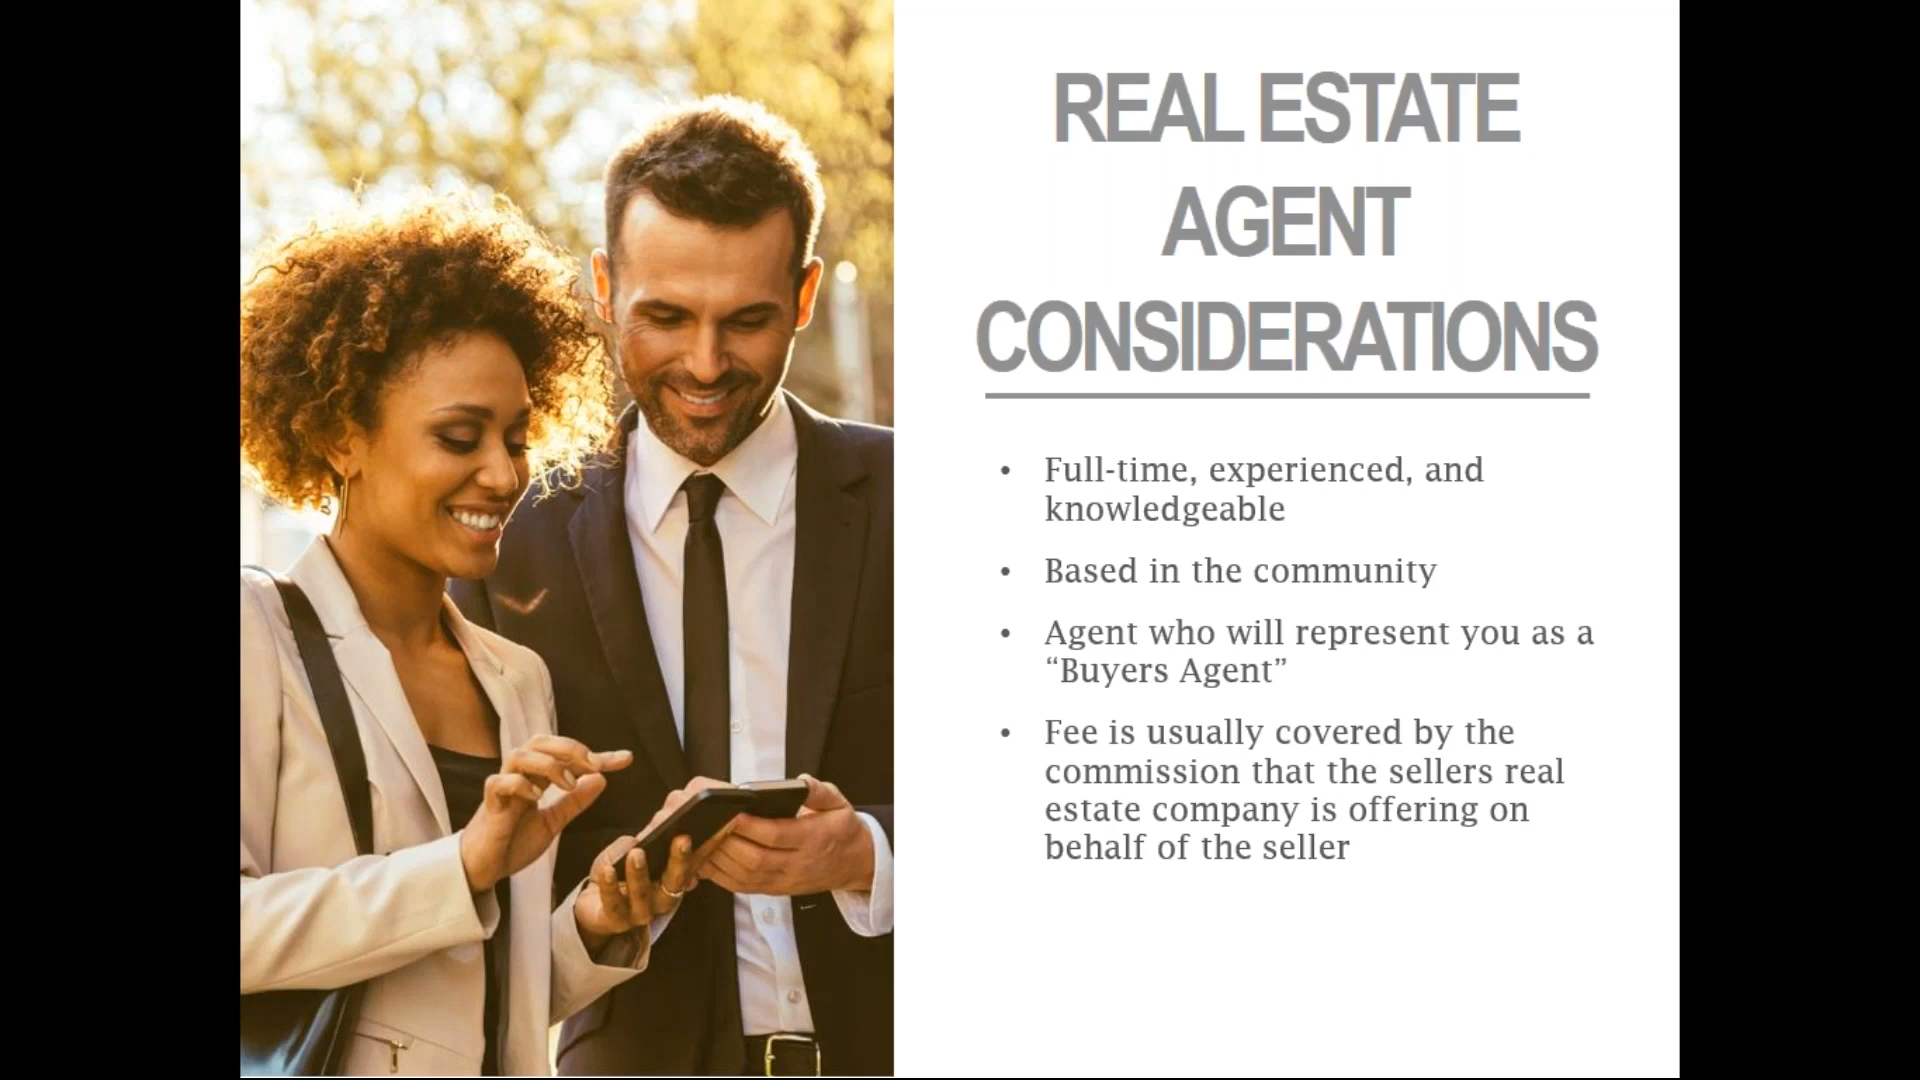 REAL ESTATE
AGENT
CONSIDERATIONS
• Full-time, experienced, and
knowledgeable
• Based in the community
• Agent who will represent you as a
“Buyers Agent”
• Fee is usually covered by the
commission that the sellers real
estate company is offering on
behalf of the seller